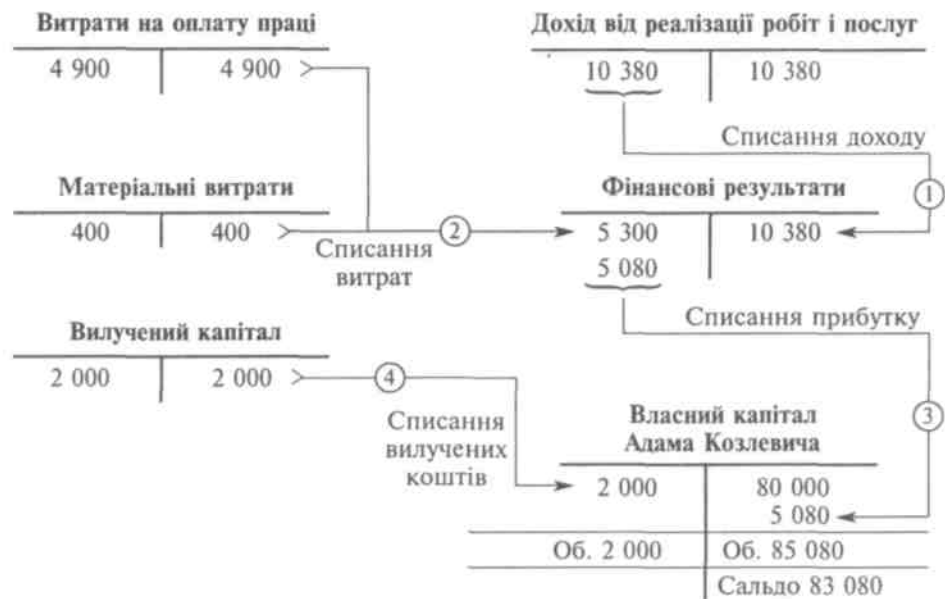 Витрати на оплату праці
4 900 4 900
Дохід від реалізації робіт і послуг
10 380 10 380
Списання доходу
1
Матеріальні витрати
400 400
2
Списання
витрат
Фінансові результати
5 300 10 380
5 080
Списання прибутку
3
Вилучений капітал
2 000 2 000
4
Списання
вилучених
коштів
Власний капітал
Адама Козлевича
2 000 80 000
5 080
Об. 2 000 Об. 85 080
Сальдо 83 080